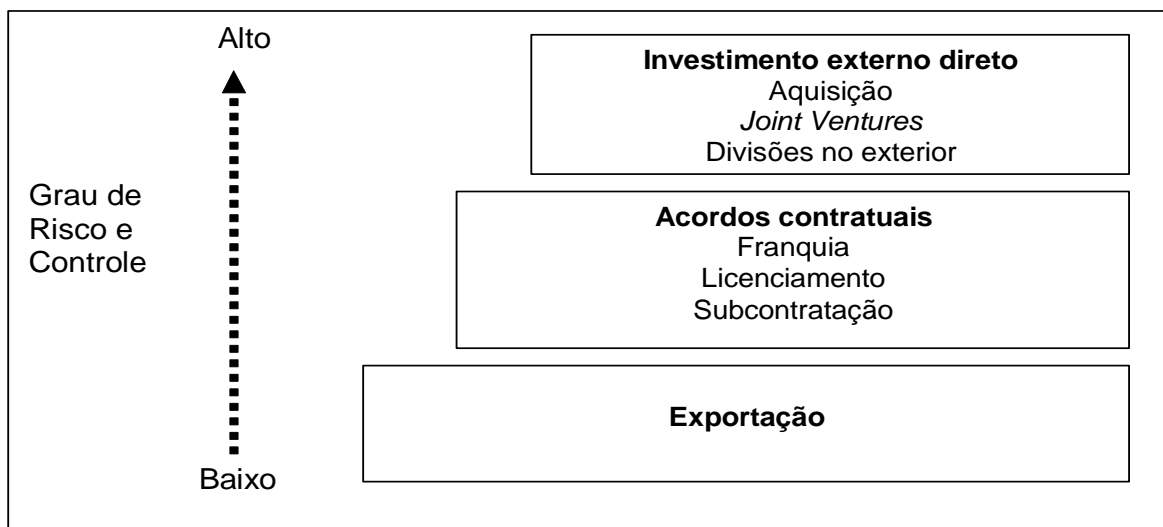 Alto
Grau de
Risco e
Controle
Baixo
Investimento externo direto
Aquisição
Joint Ventures
Divisões no exterior
Acordos contratuais
Franquia
Licenciamento
Subcontratação
Exportação